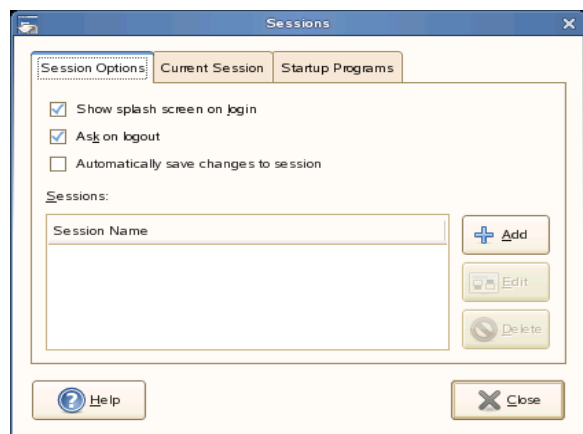 Sessions
Session Options Current Session Startup Programs
Show splash screen on login
Ask on logout
Automatically save changes to session
Sessions:
Session Name
Add
Edit
Delete
Help Close